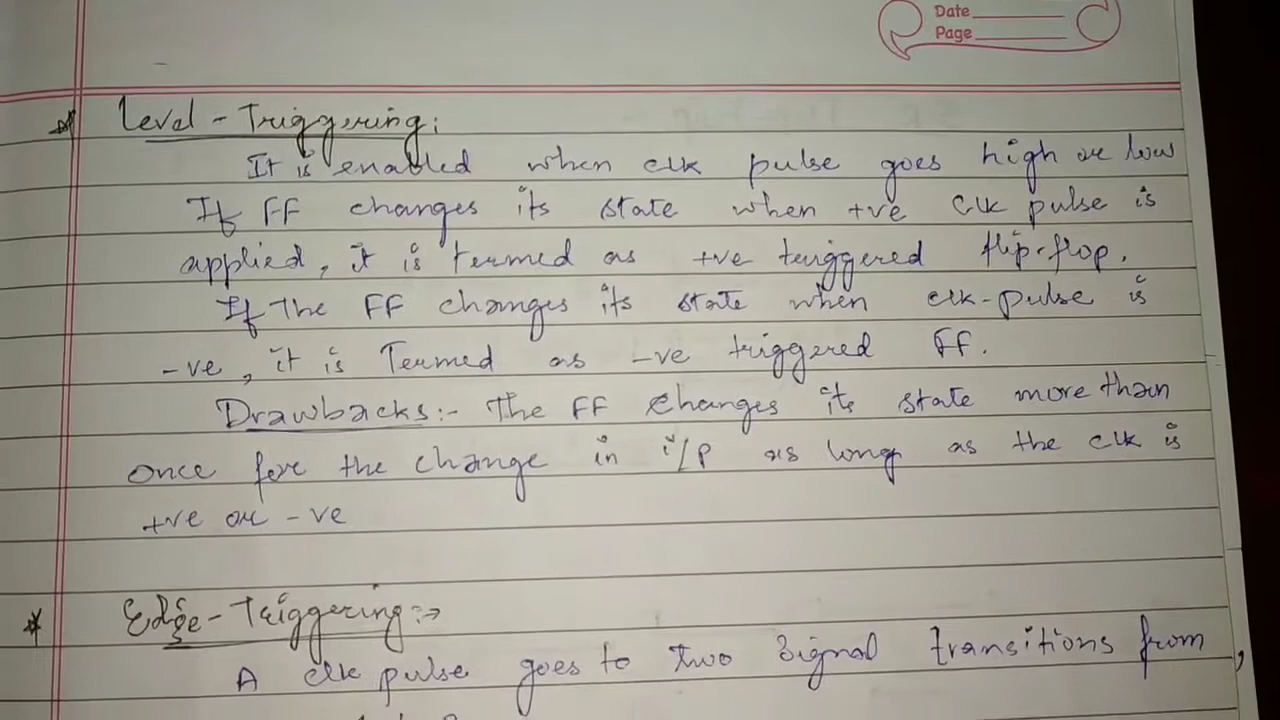 Date
Page
* Level-Triggering:
It is enabled when clk pulse goes high or low
If FF changes its state when +ve clk pulse is
applied, it is termed as +ve triggered flip-flop.
If the FF changes its state when clk-pulse is
-ve, it is Termed as -ve triggered FF.
Drawbacks:- The FF changes its state more than
once for the change in i/p as long as the clk is
+ve or -ve
* Edge-Triggering:→
A clk pulse goes to two signal transitions from,